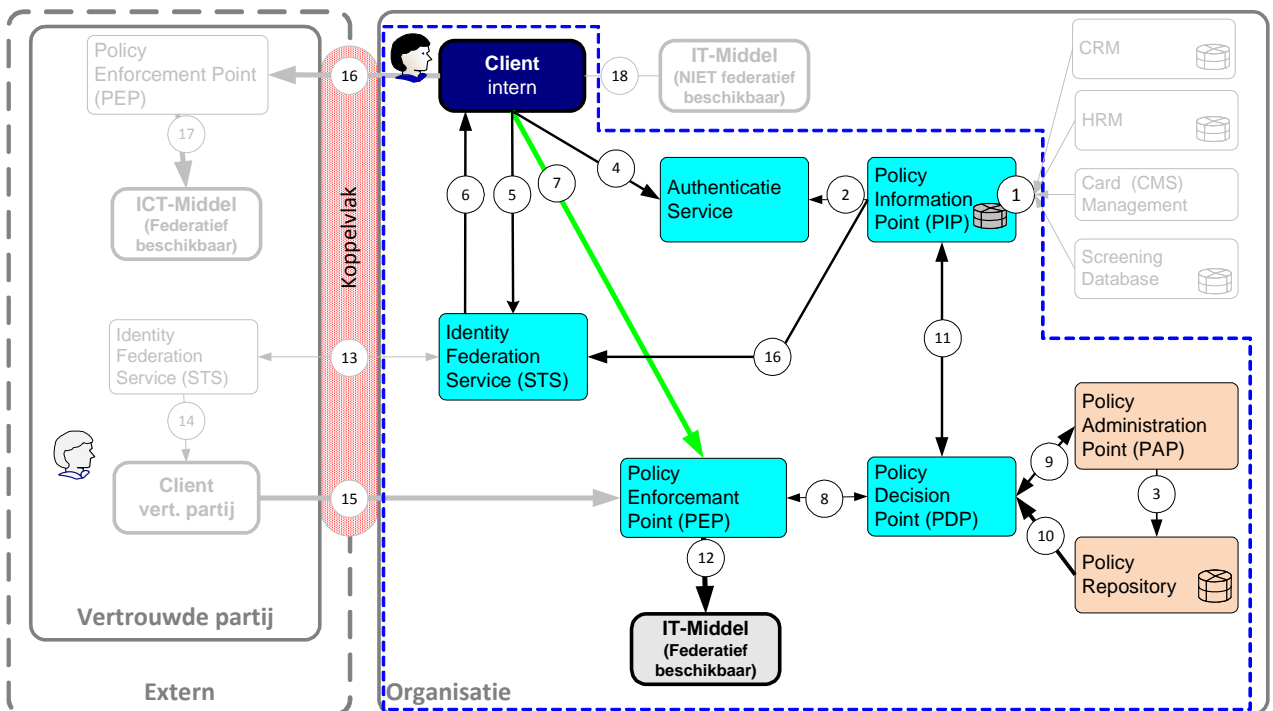 Policy
Enforcement Point
(PEP)
17
ICT-Middel
(Federatief
beschikbaar)
Identity
Federation
Service (STS)
14
Client
vert. partij
Vertrouwde partij
Extern
Koppelvlak
16
13
15
Client
intern
18
IT-Middel
(NIET federatief
beschikbaar)
CRM
HRM
Card (CMS)
Management
Screening
Database
6
5
7
4
Authenticatie
Service
2
Policy
Information
Point (PIP)
1
Identity
Federation
Service (STS)
16
11
Policy
Enforcemant
Point (PEP)
8
Policy
Decision
Point (PDP)
9
10
Policy
Administration
Point (PAP)
3
Policy
Repository
12
IT-Middel
(Federatief
beschikbaar)
Organisatie